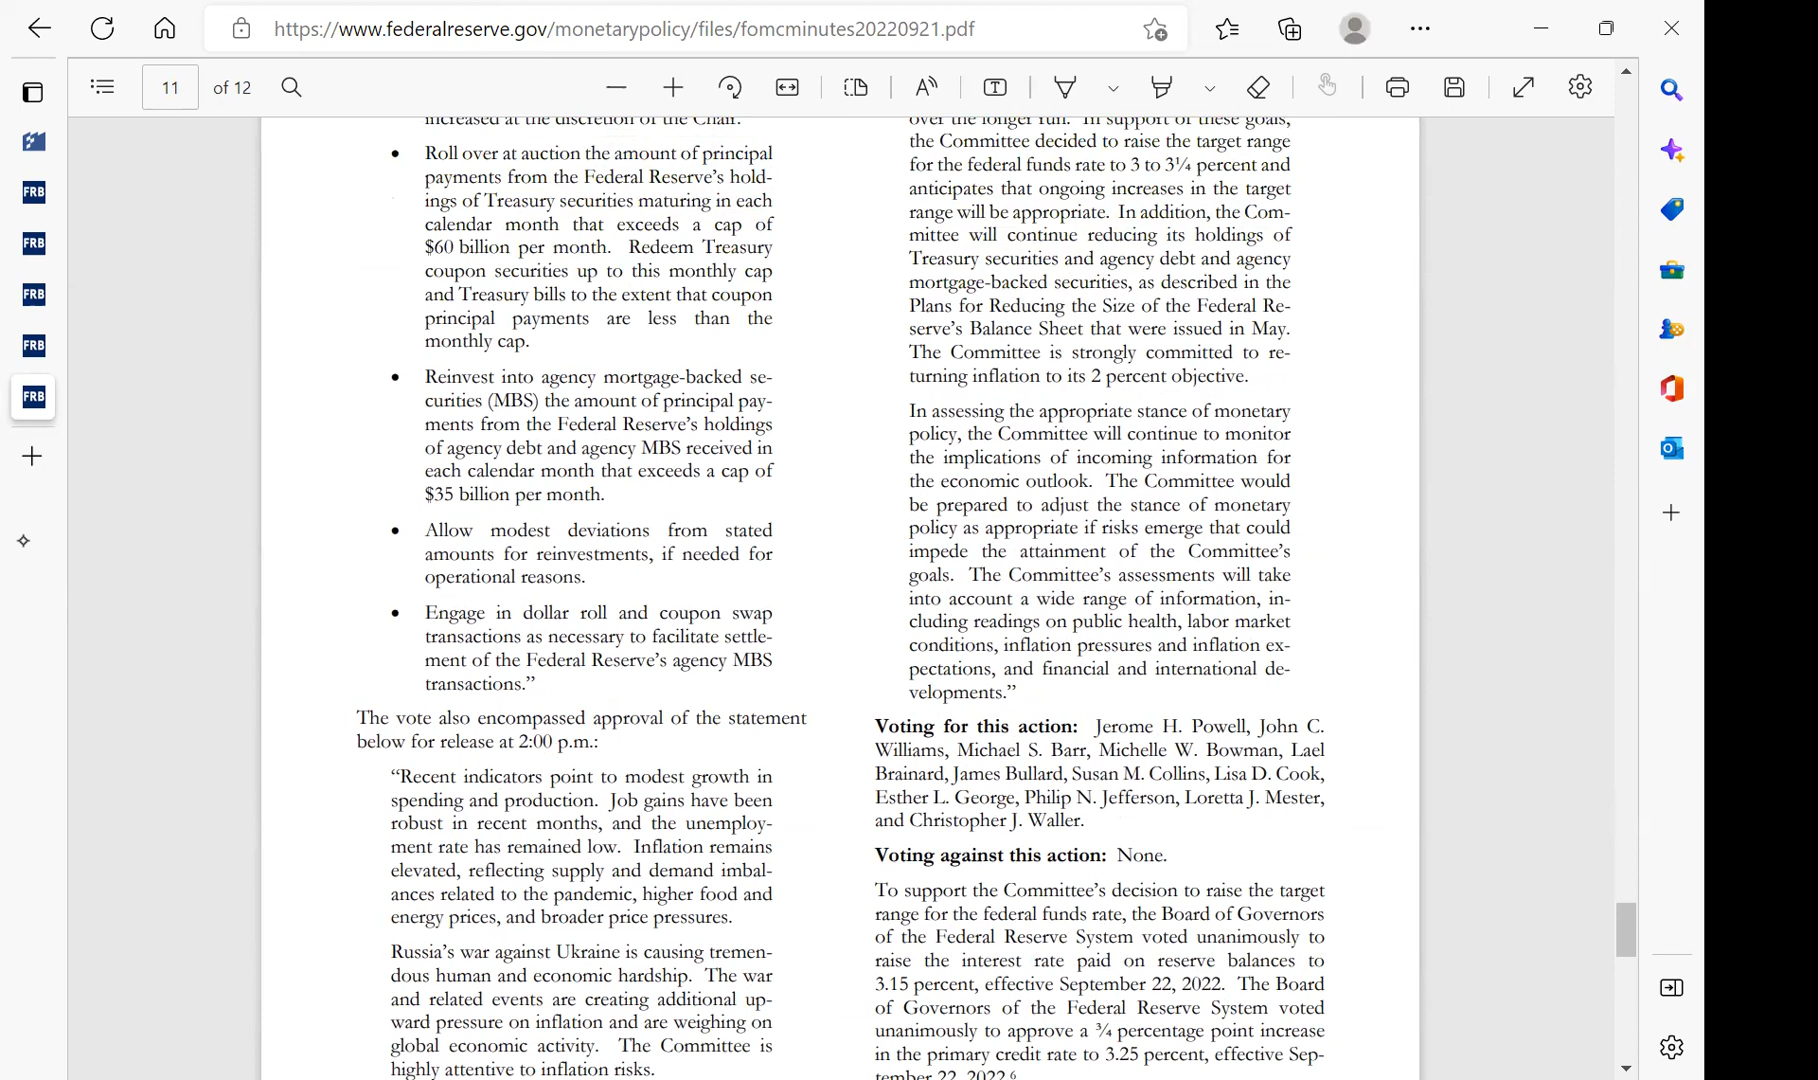 https://www.federalreserve.gov/monetarypolicy/files/fomcminutes20220921.pdf
11 of 12
FRB
FRB
FRB
FRB
FRB
increased at the discretion of the Chair.
• Roll over at auction the amount of principal
payments from the Federal Reserve's hold-
ings of Treasury securities maturing in each
calendar month that exceeds a cap of
$60 billion per month. Redeem Treasury
coupon securities up to this monthly cap
and Treasury bills to the extent that coupon
principal payments are less than the
monthly cap.
• Reinvest into agency mortgage-backed se-
curities (MBS) the amount of principal pay-
ments from the Federal Reserve's holdings
of agency debt and agency MBS received in
each calendar month that exceeds a cap of
$35 billion per month.
• Allow modest deviations from stated
amounts for reinvestments, if needed for
operational reasons.
• Engage in dollar roll and coupon swap
transactions as necessary to facilitate settle-
ment of the Federal Reserve's agency MBS
transactions.”
The vote also encompassed approval of the statement
below for release at 2:00 p.m.:
“Recent indicators point to modest growth in
spending and production. Job gains have been
robust in recent months, and the unemploy-
ment rate has remained low. Inflation remains
elevated, reflecting supply and demand imbal-
ances related to the pandemic, higher food and
energy prices, and broader price pressures.
Russia's war against Ukraine is causing tremen-
dous human and economic hardship. The war
and related events are creating additional up-
ward pressure on inflation and are weighing on
global economic activity. The Committee is
highly attentive to inflation risks.
over the longer run. In support of these goals,
the Committee decided to raise the target range
for the federal funds rate to 3 to 3¼ percent and
anticipates that ongoing increases in the target
range will be appropriate. In addition, the Com-
mittee will continue reducing its holdings of
Treasury securities and agency debt and agency
mortgage-backed securities, as described in the
Plans for Reducing the Size of the Federal Re-
serve's Balance Sheet that were issued in May.
The Committee is strongly committed to re-
turning inflation to its 2 percent objective.
In assessing the appropriate stance of monetary
policy, the Committee will continue to monitor
the implications of incoming information for
the economic outlook. The Committee would
be prepared to adjust the stance of monetary
policy as appropriate if risks emerge that could
impede the attainment of the Committee's
goals. The Committee's assessments will take
into account a wide range of information, in-
cluding readings on public health, labor market
conditions, inflation pressures and inflation ex-
pectations, and financial and international de-
velopments.”
Voting for this action: Jerome H. Powell, John C.
Williams, Michael S. Barr, Michelle W. Bowman, Lael
Brainard, James Bullard, Susan M. Collins, Lisa D. Cook,
Esther L. George, Philip N. Jefferson, Loretta J. Mester,
and Christopher J. Waller.
Voting against this action: None.
To support the Committee's decision to raise the target
range for the federal funds rate, the Board of Governors
of the Federal Reserve System voted unanimously to
raise the interest rate paid on reserve balances to
3.15 percent, effective September 22, 2022. The Board
of Governors of the Federal Reserve System voted
unanimously to approve a ¾ percentage point increase
in the primary credit rate to 3.25 percent, effective Sep-
tember 22, 2022.⁶